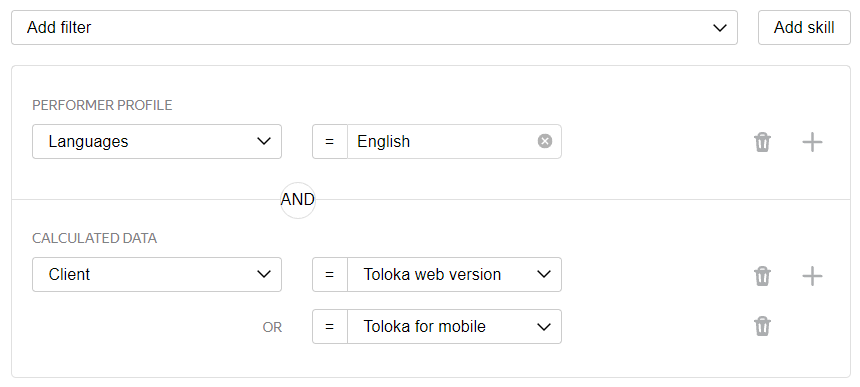 Add filter Add skill
PERFORMER PROFILE
Languages = English
AND
CALCULATED DATA
Client = Toloka web version
OR = Toloka for mobile